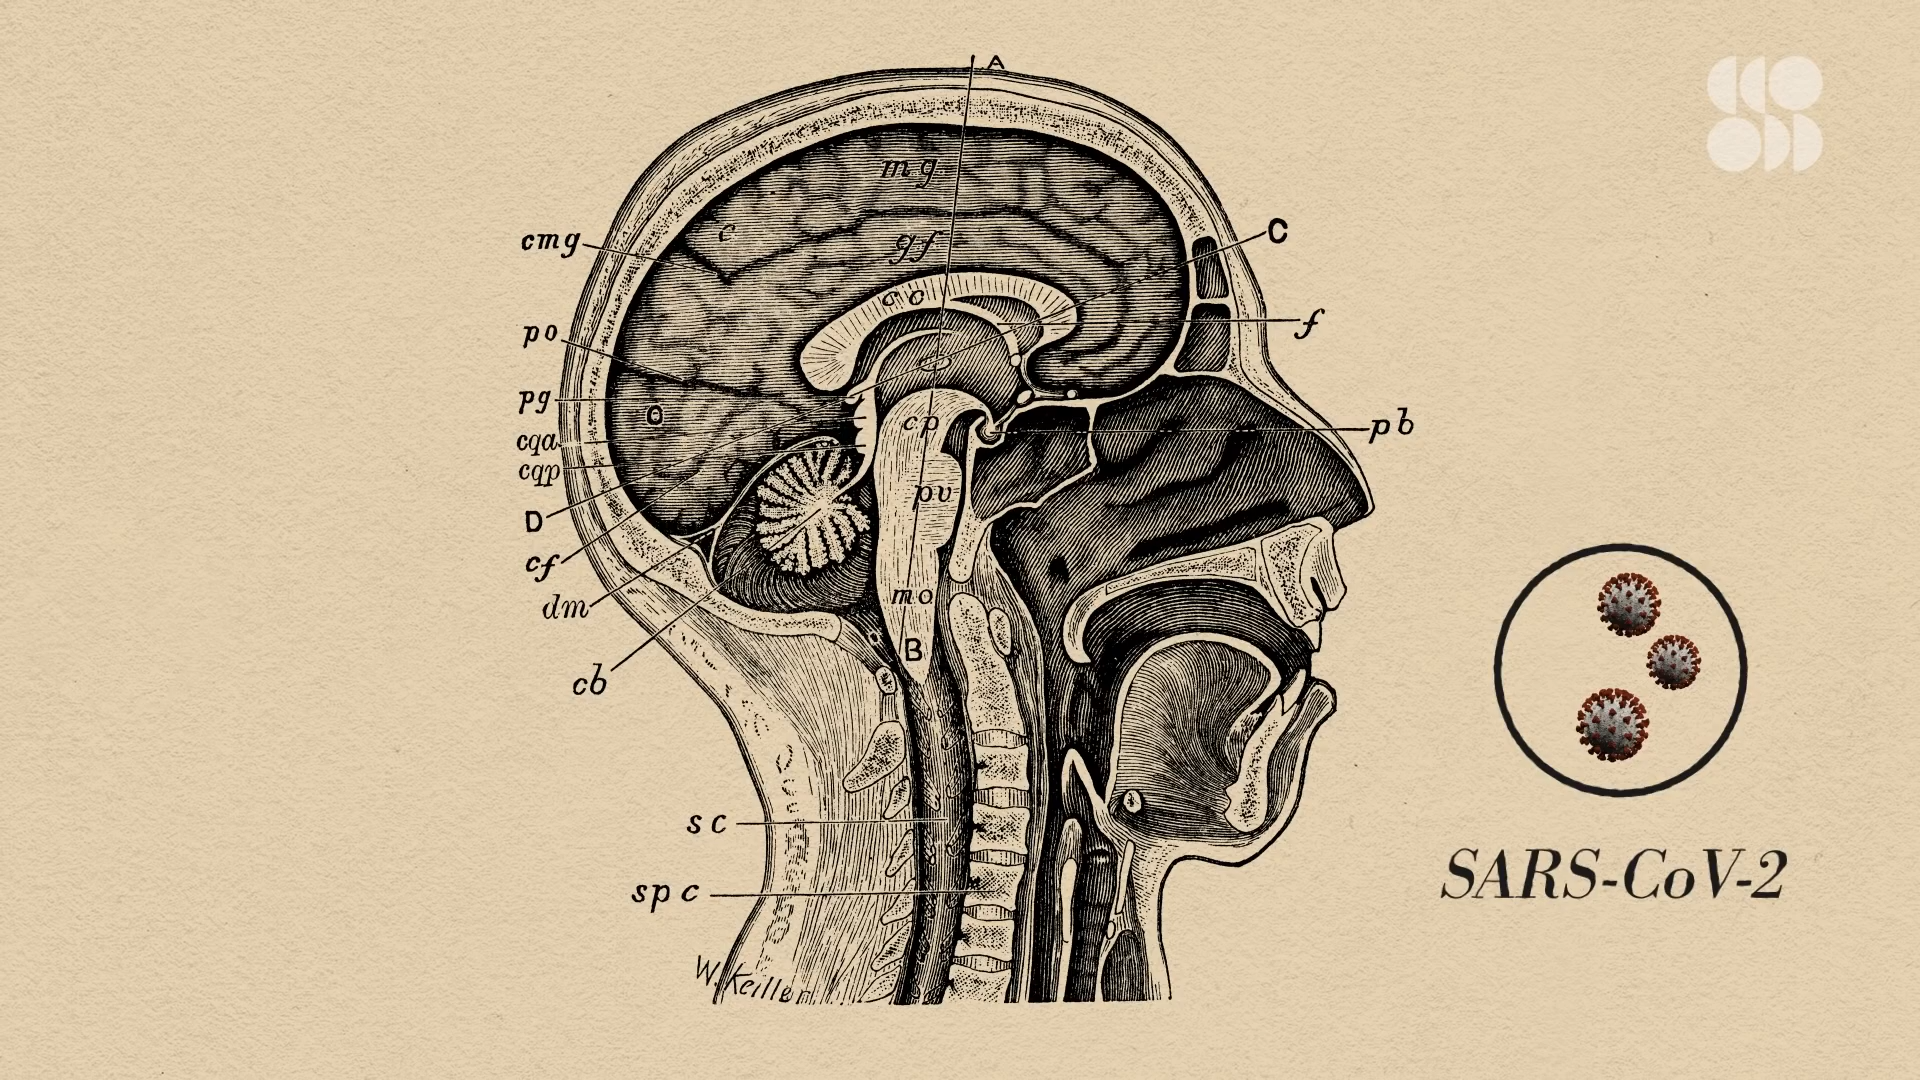 A
mg
cmg
c
gf
C
cc
f
po
pg
o
cp
pb
cqa
cqp
pv
D
cf
mo
dm
B
cb
sc
SARS-CoV-2
spc
W. Keiller